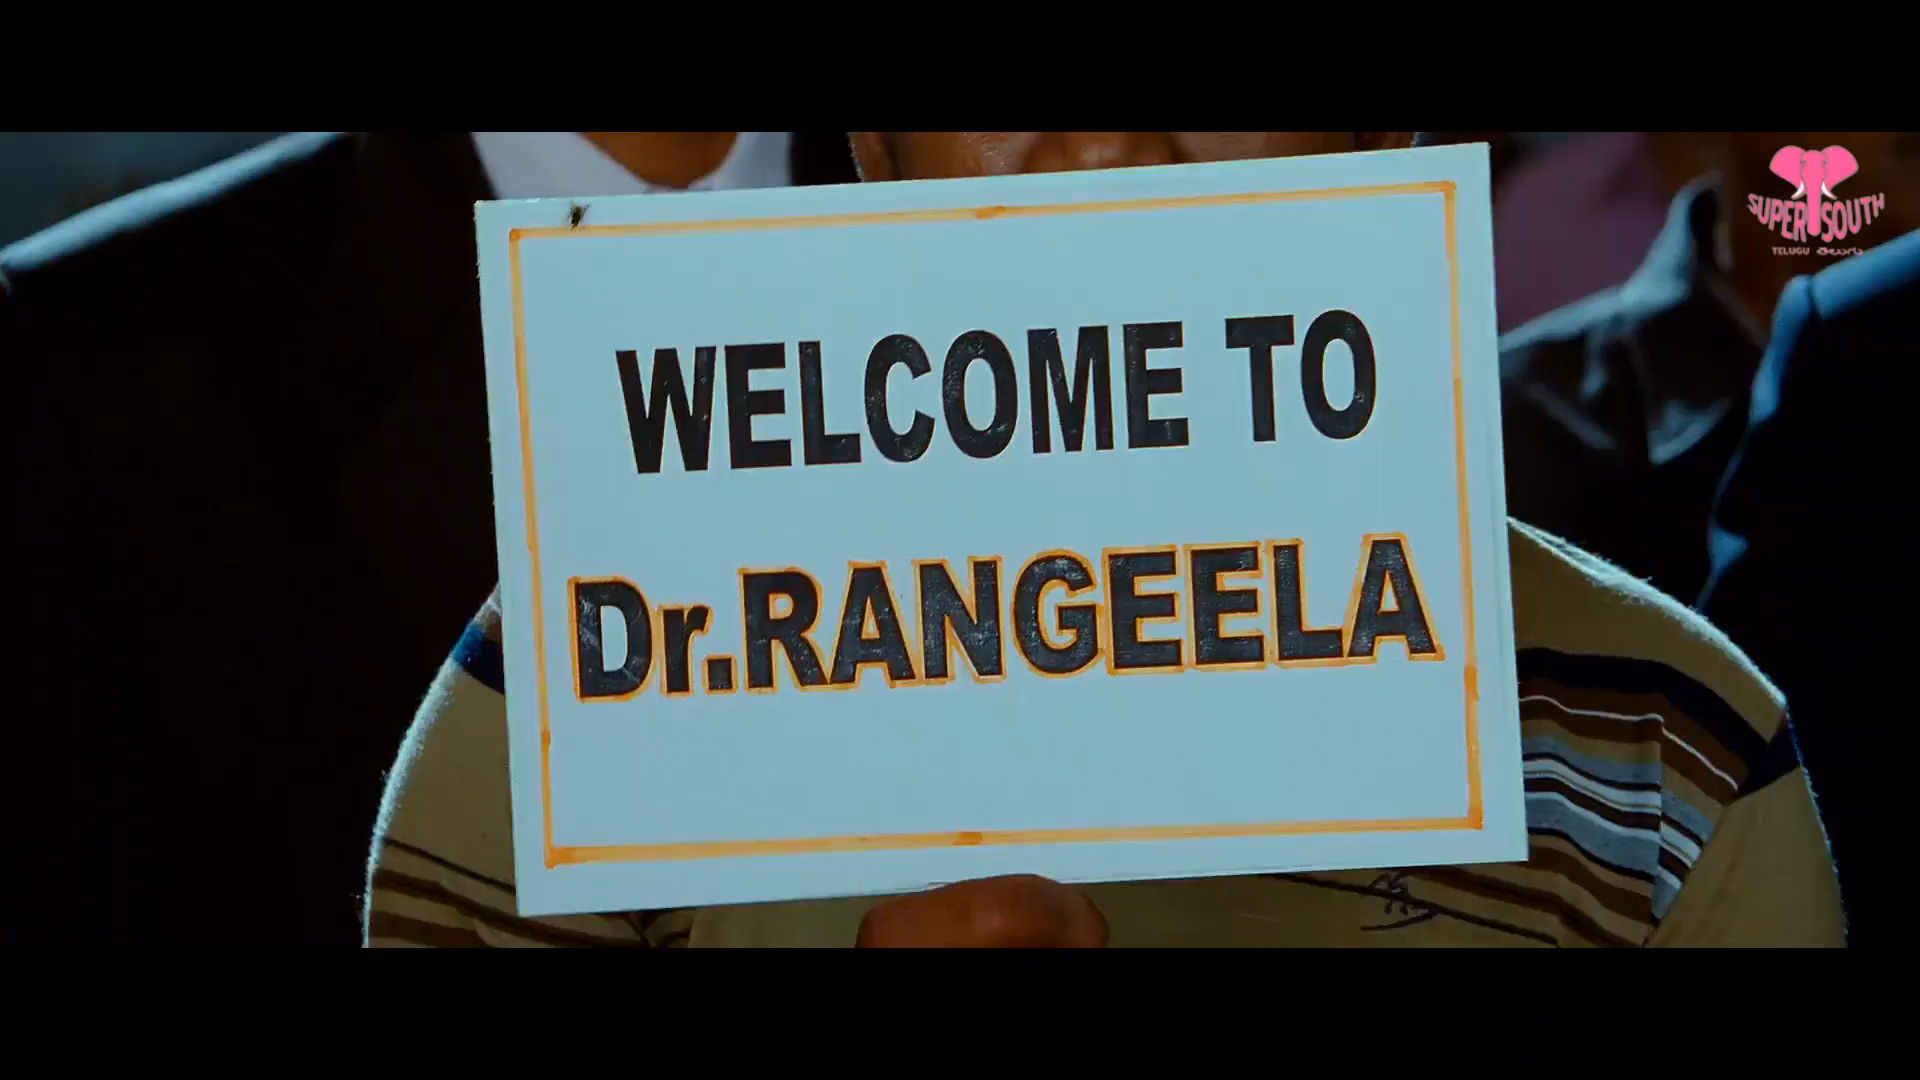 WELCOME TO
Dr.RANGEELA
SUPER SOUTH
TELUGU తెలుగు